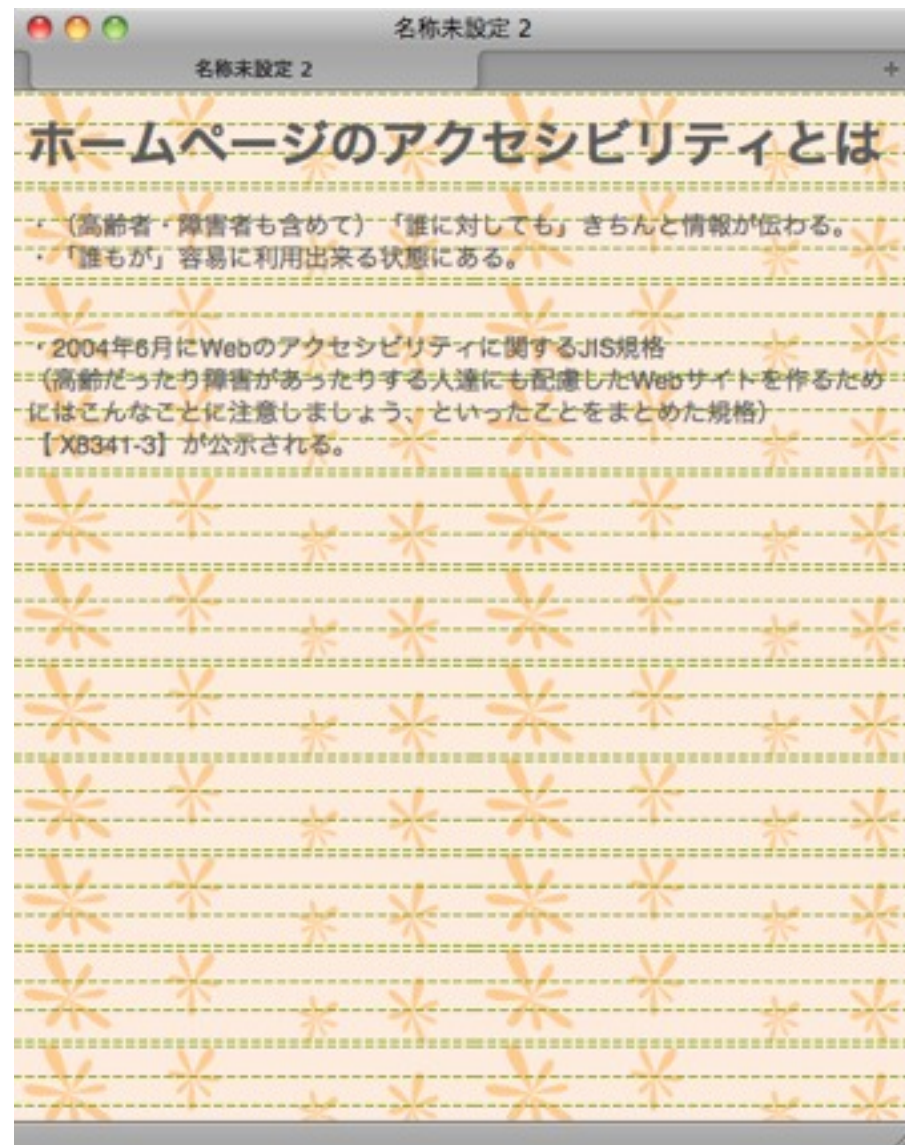 名称未設定 2
名称未設定 2
+
ホームページのアクセシビリティとは
・（高齢者・障害者も含めて）「誰に対しても」きちんと情報が伝わる。
・「誰もが」容易に利用出来る状態にある。
・2004年6月にWebのアクセシビリティに関するJIS規格
（高齢だったり障害があったりする人達にも配慮したWebサイトを作るため
にはこんなことに注意しましょう、といったことをまとめた規格）
【 X8341-3】が公示される。